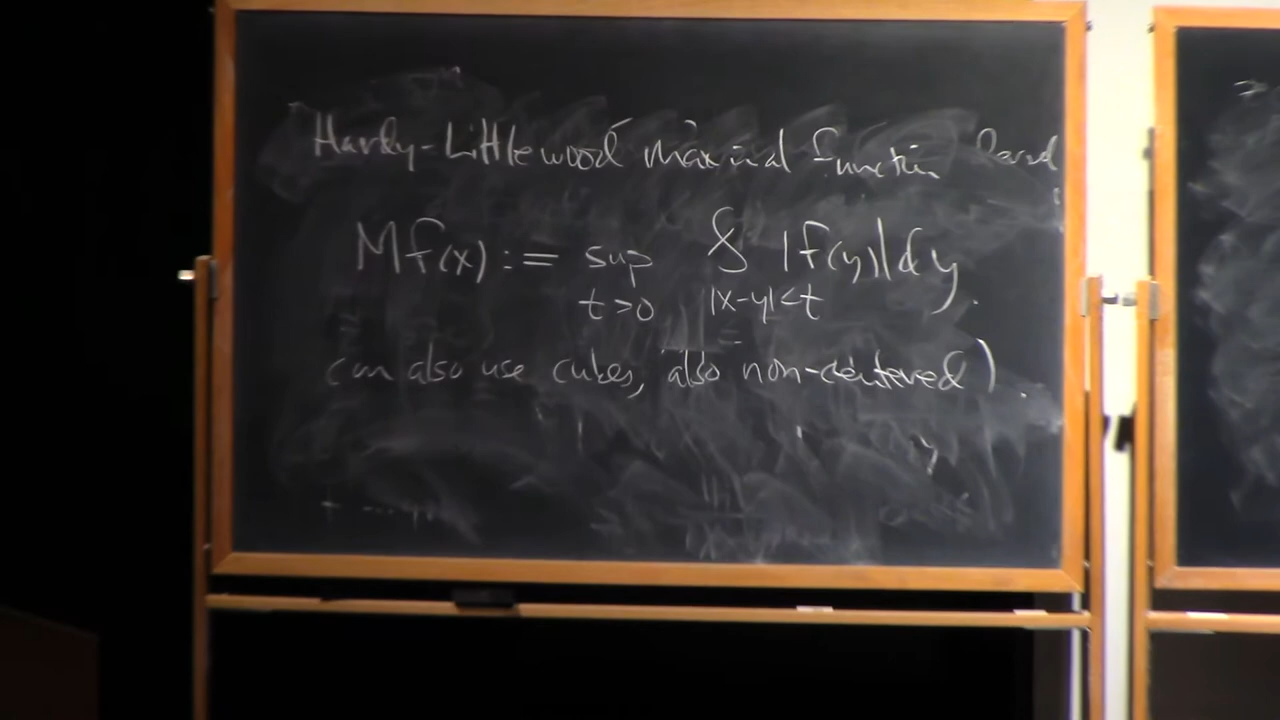 Hardy-Littlewood maximal function
Mf(x) := sup ⨍ |f(y)|dy.
t>0 |x-y|<t
can also use cubes, also non-centered)